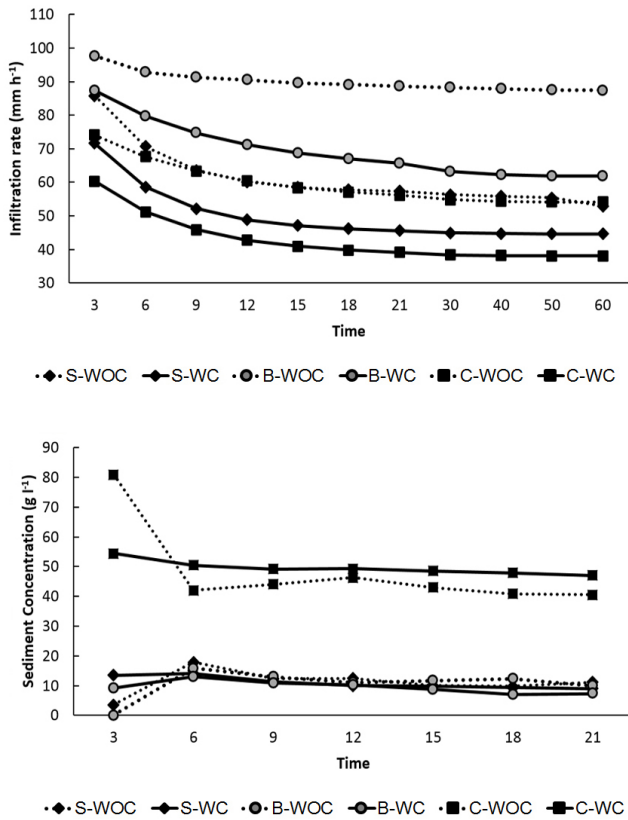 Infiltration rate (mm h-1)
110
100
90
80
70
60
50
40
30
3 6 9 12 15 18 21 30 40 50 60
Time
S-WOC S-WC B-WOC B-WC C-WOC C-WC
Sediment Concentration (g l-1)
90
80
70
60
50
40
30
20
10
0
3 6 9 12 15 18 21
Time
S-WOC S-WC B-WOC B-WC C-WOC C-WC